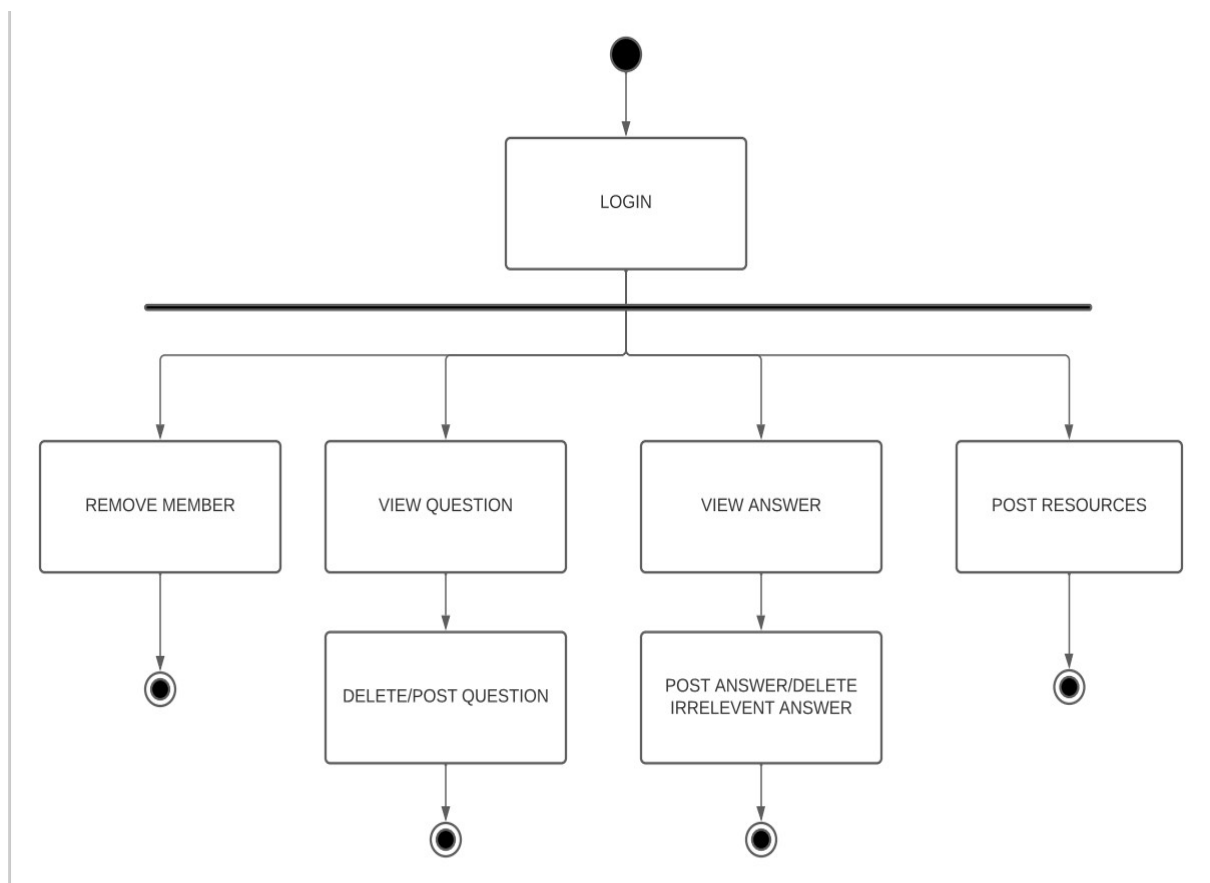 LOGIN
REMOVE MEMBER
VIEW QUESTION
VIEW ANSWER
POST RESOURCES
DELETE/POST QUESTION
POST ANSWER/DELETE
IRRELEVENT ANSWER